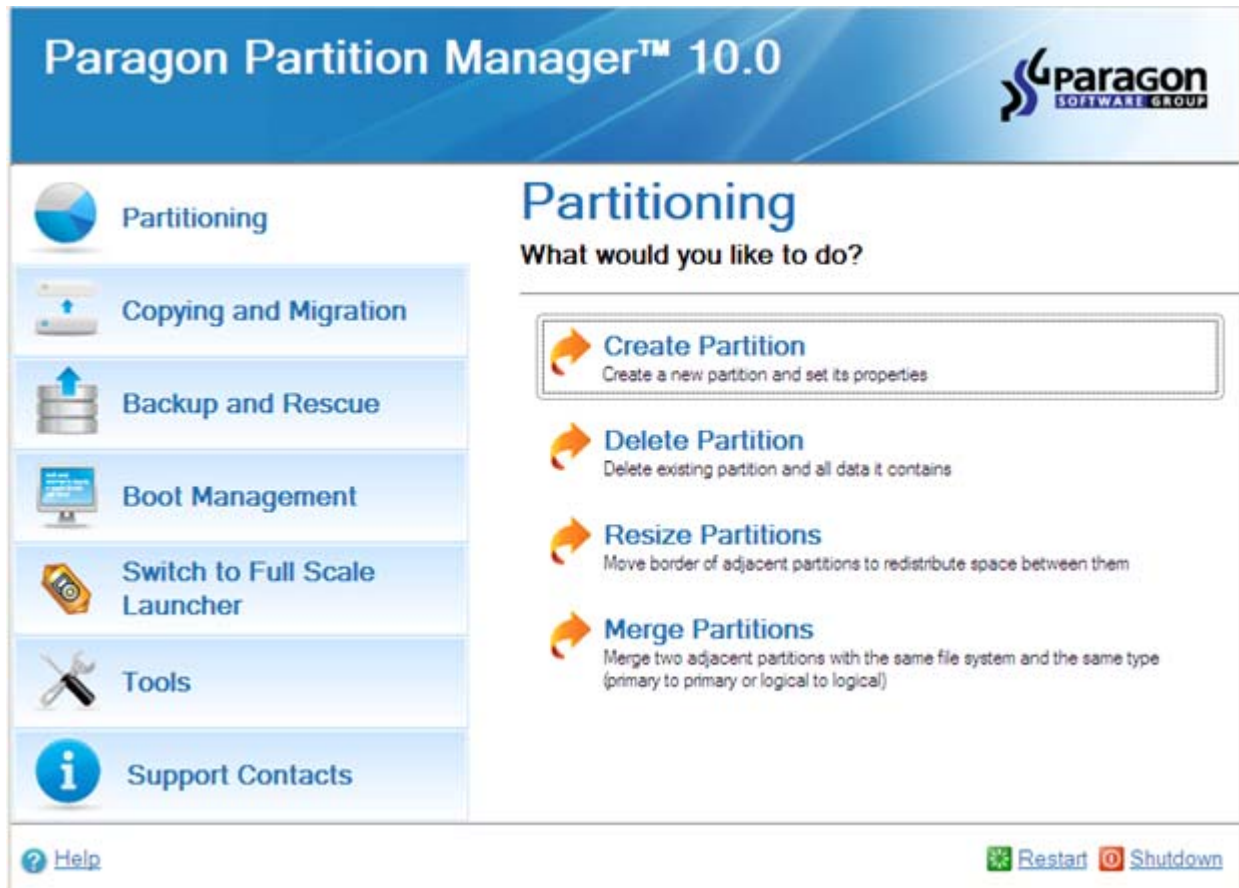 Paragon Partition Manager™ 10.0
Paragon
SOFTWARE GROUP
Partitioning
Copying and Migration
Backup and Rescue
Boot Management
Switch to Full Scale
Launcher
Tools
Support Contacts
Partitioning
What would you like to do?
Create Partition
Create a new partition and set its properties
Delete Partition
Delete existing partition and all data it contains
Resize Partitions
Move border of adjacent partitions to redistribute space between them
Merge Partitions
Merge two adjacent partitions with the same file system and the same type
(primary to primary or logical to logical)
Help
Restart Shutdown